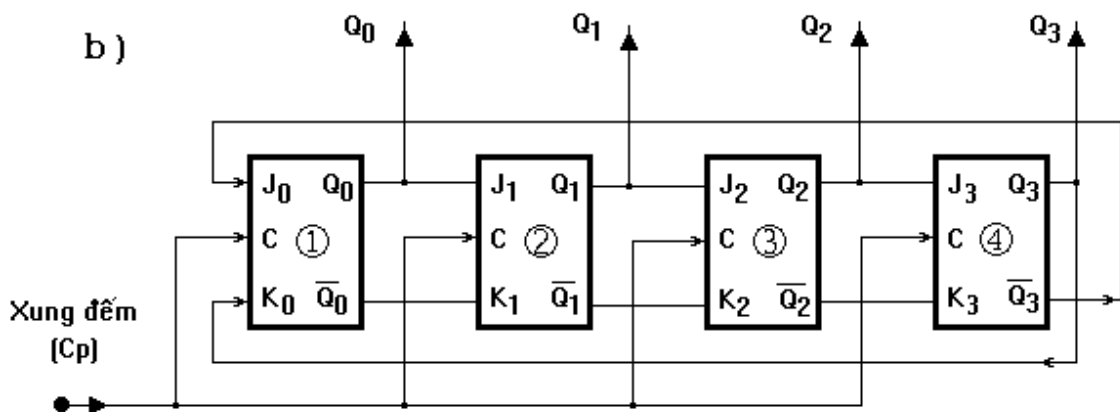 b )
Q0 Q1 Q2 Q3
J0 Q0 J1 Q1 J2 Q2 J3 Q3
C ① C ② C ③ C ④
K0 Q̅0 K1 Q̅1 K2 Q̅2 K3 Q̅3
Xung đếm
(Cp)